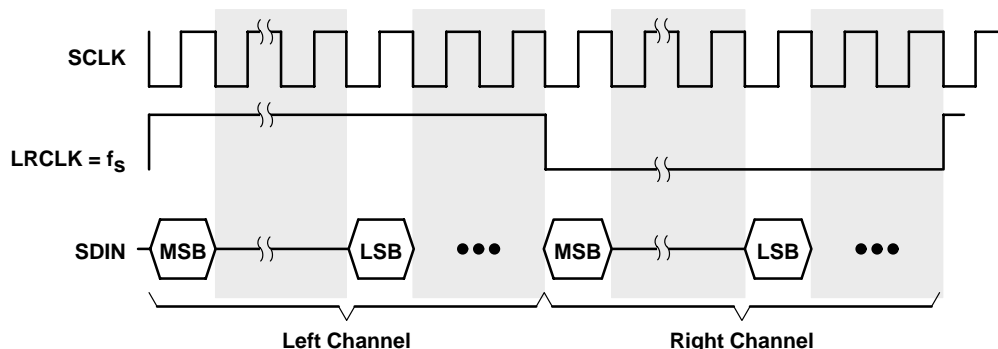 SCLK
LRCLK = fS
SDIN MSB LSB ••• MSB LSB •••
Left Channel Right Channel